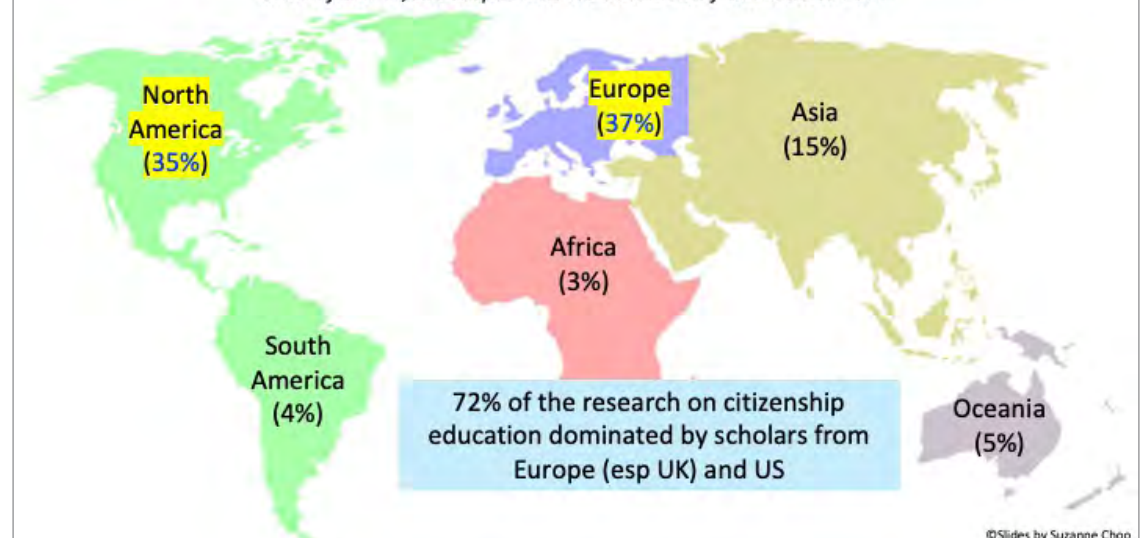 North
America
(35%)
Europe
(37%)
Asia
(15%)
Africa
(3%)
South
America
(4%)
72% of the research on citizenship
education dominated by scholars from
Europe (esp UK) and US
Oceania
(5%)
©Slides by Suzanne Choo